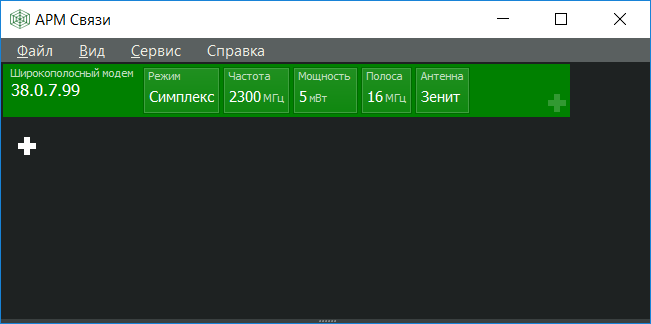 АРМ Связи
Файл Вид Сервис Справка
Широкополосный модем Режим Частота Мощность Полоса Антенна
38.0.7.99 Симплекс 2300 МГц 5 мВт 16 МГц Зенит